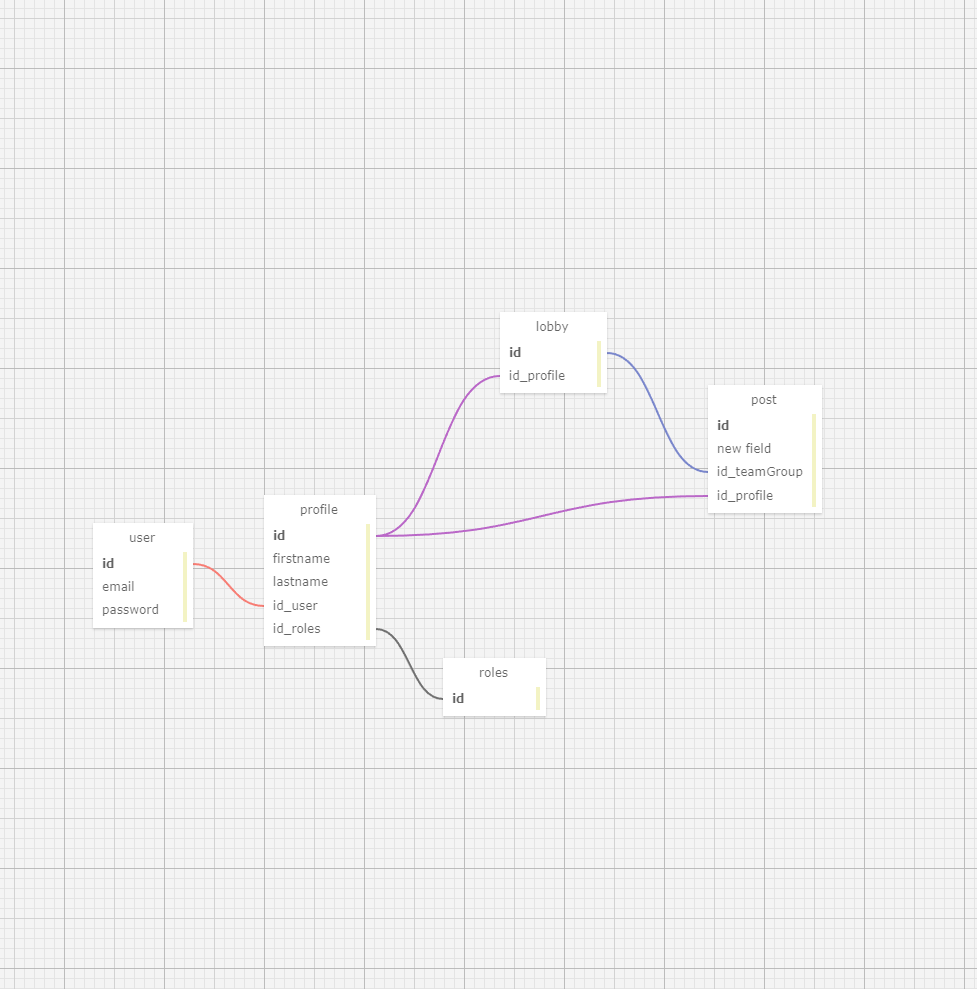 lobby
id
id_profile
post
id
new field
id_teamGroup
id_profile
profile
id
firstname
lastname
id_user
id_roles
user
id
email
password
roles
id